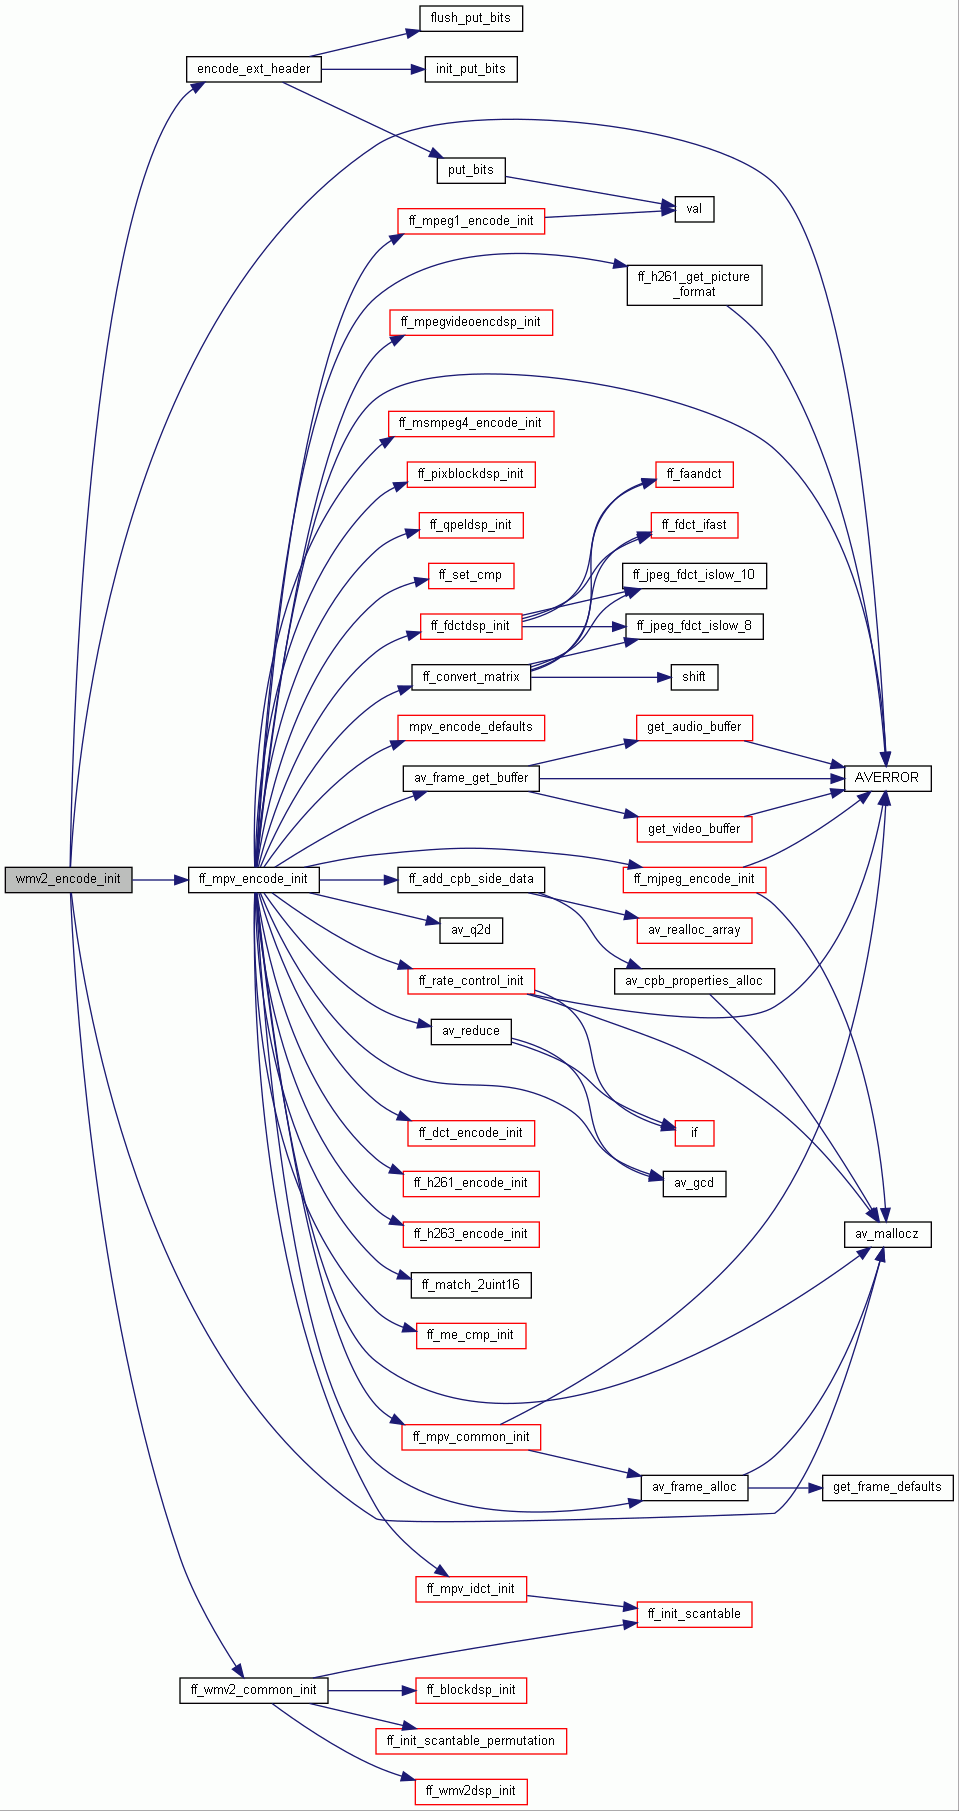 flush_put_bits
encode_ext_header
init_put_bits
put_bits
val
ff_mpeg1_encode_init
ff_h261_get_picture
_format
ff_mpegvideoencdsp_init
ff_msmpeg4_encode_init
ff_pixblockdsp_init
ff_faandct
ff_qpeldsp_init
ff_fdct_ifast
ff_set_cmp
ff_jpeg_fdct_islow_10
ff_fdctdsp_init
ff_jpeg_fdct_islow_8
ff_convert_matrix
shift
mpv_encode_defaults
get_audio_buffer
av_frame_get_buffer
AVERROR
get_video_buffer
wmv2_encode_init
ff_mpv_encode_init
ff_add_cpb_side_data
ff_mjpeg_encode_init
av_q2d
av_realloc_array
ff_rate_control_init
av_cpb_properties_alloc
av_reduce
ff_dct_encode_init
if
ff_h261_encode_init
av_gcd
ff_h263_encode_init
av_mallocz
ff_match_2uint16
ff_me_cmp_init
ff_mpv_common_init
av_frame_alloc
get_frame_defaults
ff_mpv_idct_init
ff_init_scantable
ff_wmv2_common_init
ff_blockdsp_init
ff_init_scantable_permutation
ff_wmv2dsp_init